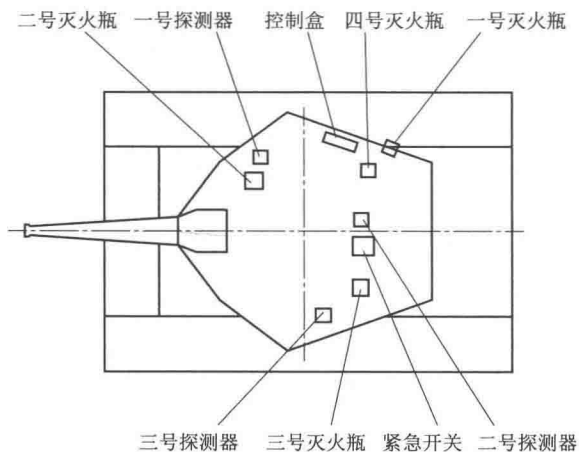 二号灭火瓶 一号探测器 控制盒 四号灭火瓶 一号灭火瓶
三号探测器 三号灭火瓶 紧急开关 二号探测器